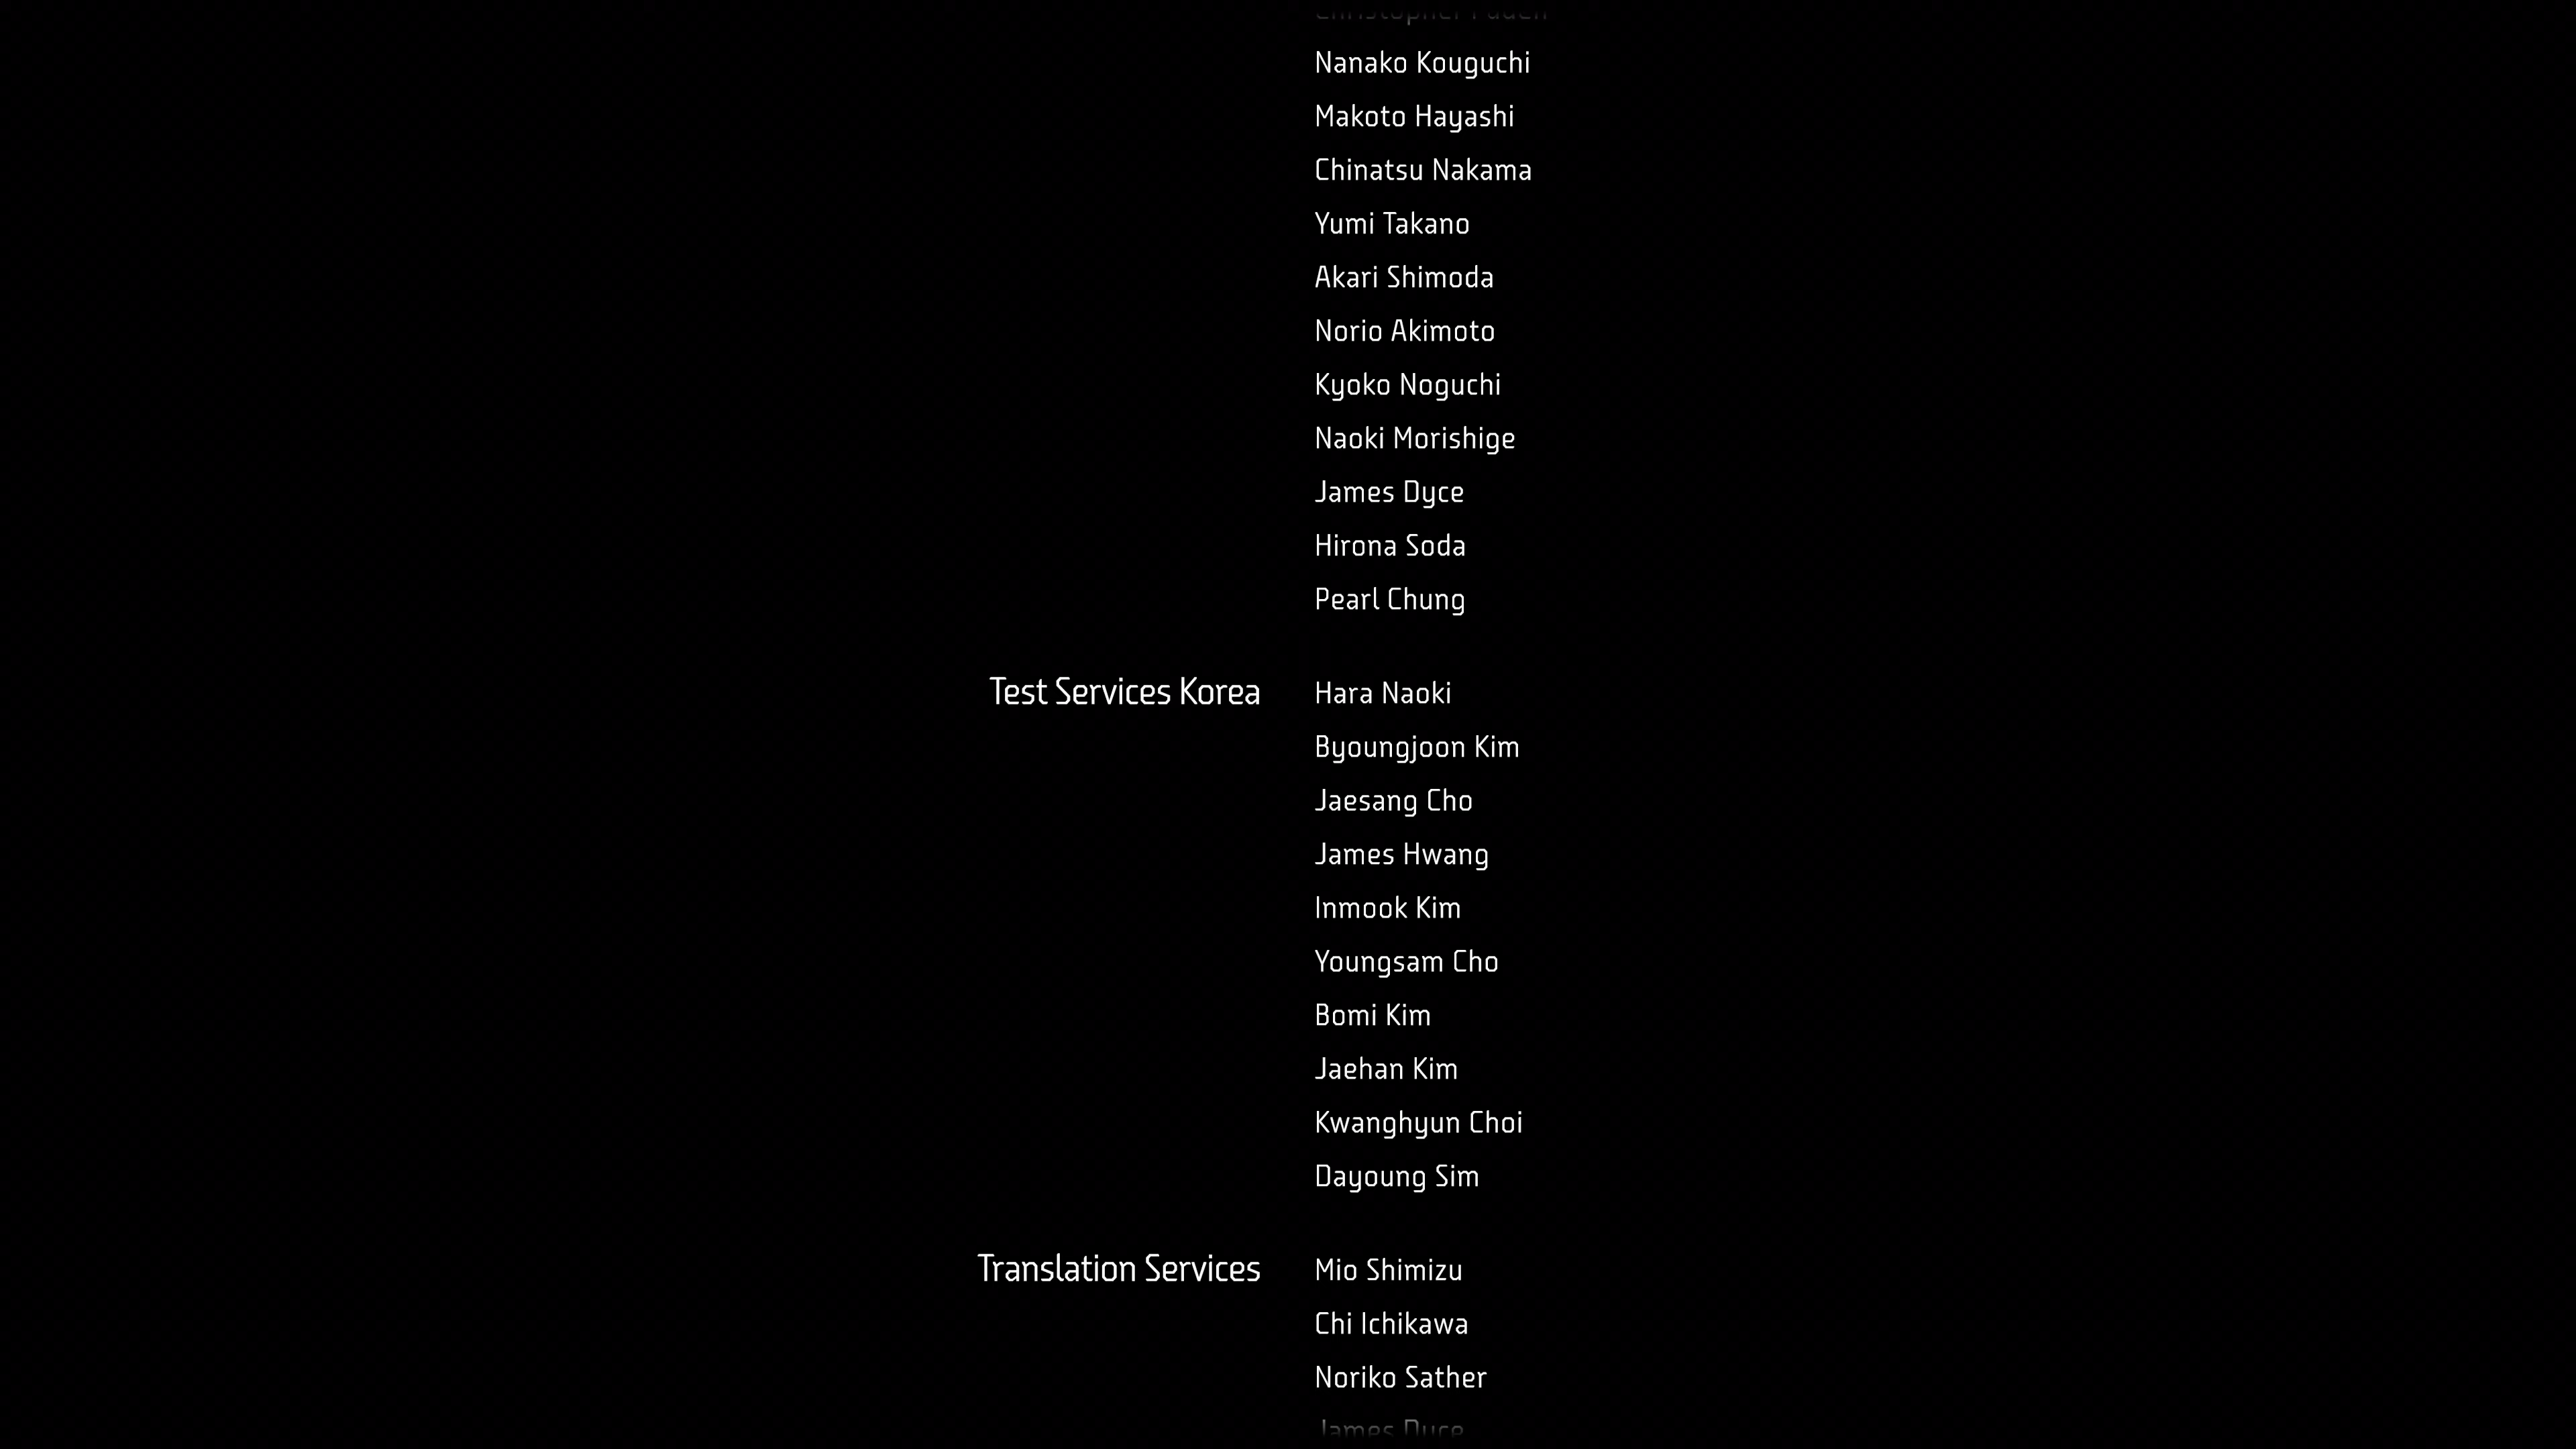 Nanako Kouguchi
Makoto Hayashi
Chinatsu Nakama
Yumi Takano
Akari Shimoda
Norio Akimoto
Kyoko Noguchi
Naoki Morishige
James Dyce
Hirona Soda
Pearl Chung
Test Services Korea Hara Naoki
Byoungjoon Kim
Jaesang Cho
James Hwang
Inmook Kim
Youngsam Cho
Bomi Kim
Jaehan Kim
Kwanghyun Choi
Dayoung Sim
Translation Services Mio Shimizu
Chi Ichikawa
Noriko Sather
James Dyce